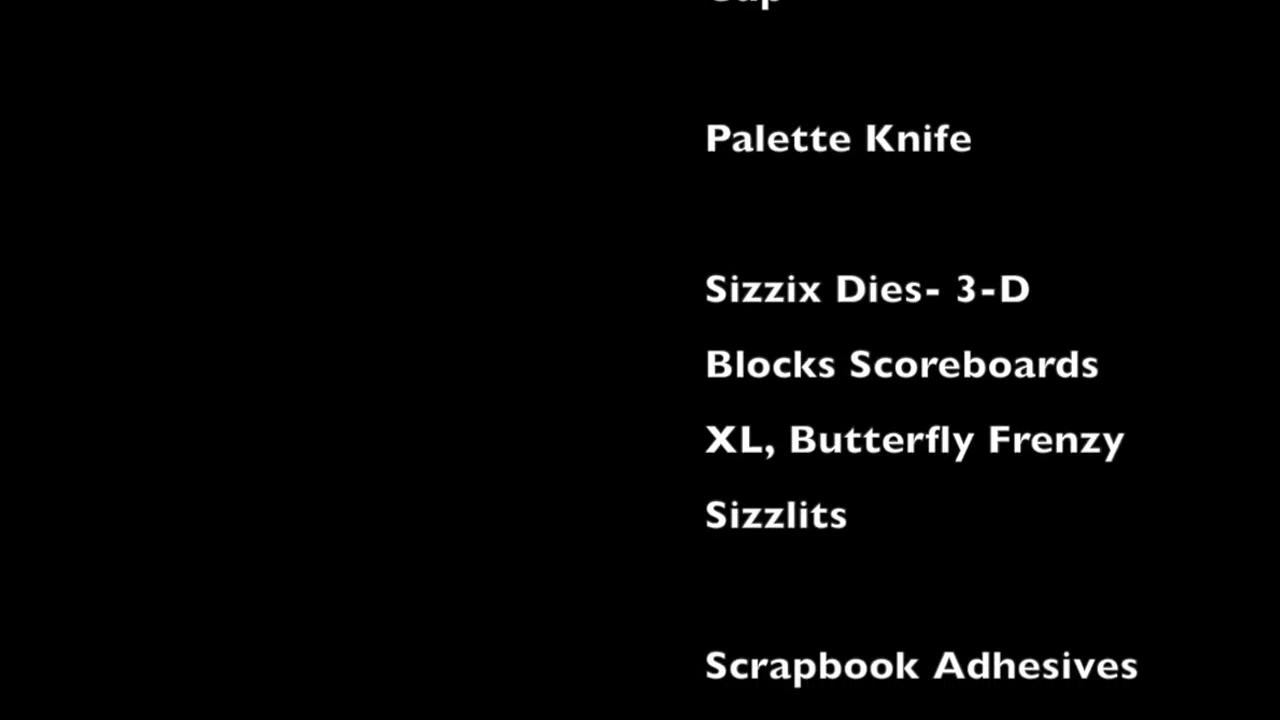 Palette Knife
Sizzix Dies- 3-D
Blocks Scoreboards
XL, Butterfly Frenzy
Sizzlits
Scrapbook Adhesives